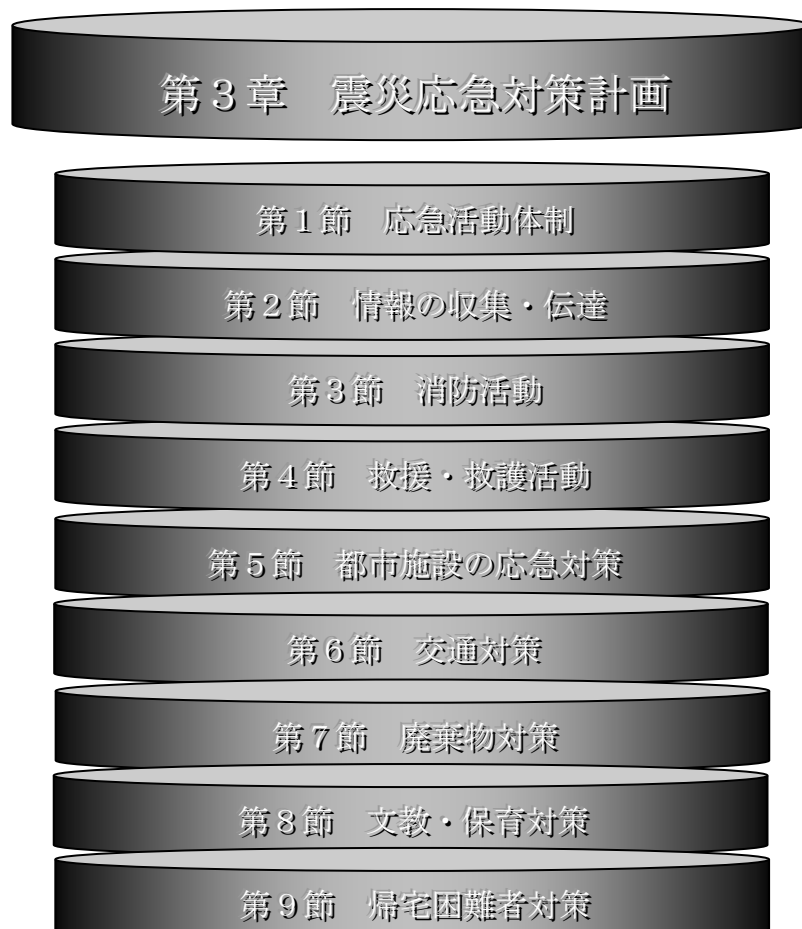 第３章　震災応急対策計画
第１節　応急活動体制
第２節　情報の収集・伝達
第３節　消防活動
第４節　救援・救護活動
第５節　都市施設の応急対策
第６節　交通対策
第７節　廃棄物対策
第８節　文教・保育対策
第９節　帰宅困難者対策